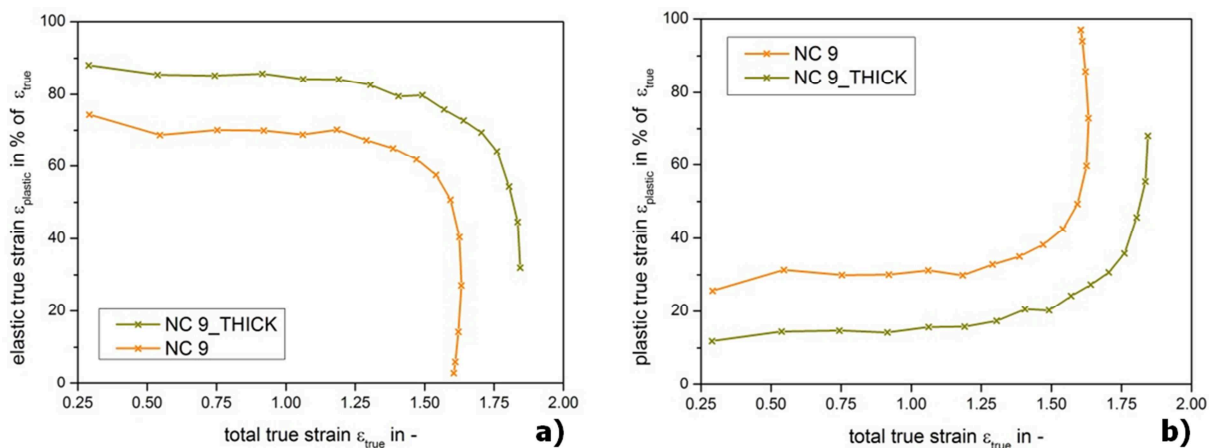 100
80
60
40
20
0
elastic true strain ε_plastic in % of ε_true
NC 9_THICK
NC 9
0.25 0.50 0.75 1.00 1.25 1.50 1.75 2.00
total true strain ε_true in -
a)
100
80
60
40
20
0
plastic true strain ε_plastic in % of ε_true
NC 9
NC 9_THICK
0.25 0.50 0.75 1.00 1.25 1.50 1.75 2.00
total true strain ε_true in -
b)